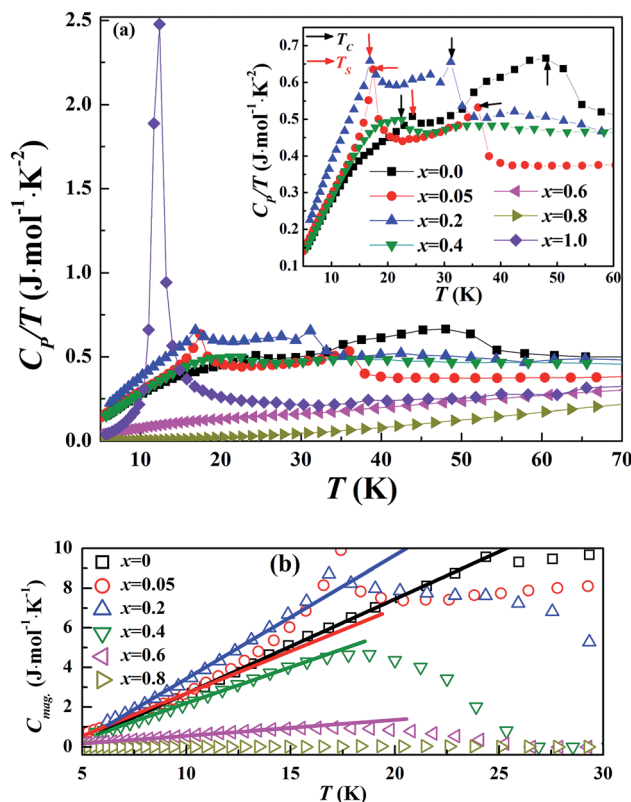 (a)
C_P/T (J·mol⁻¹·K⁻²)
2.5
2.0
1.5
1.0
0.5
0.0
10 20 30 40 50 60 70
T (K)
T_C
T_S
C_P/T (J·mol⁻¹·K⁻²)
0.7
0.6
0.5
0.4
0.3
0.2
0.1
x=0.0
x=0.05
x=0.2
x=0.4
x=0.6
x=0.8
x=1.0
10 20 30 40 50 60
T (K)
(b)
C_mag. (J·mol⁻¹·K⁻¹)
10
8
6
4
2
0
x=0
x=0.05
x=0.2
x=0.4
x=0.6
x=0.8
5 10 15 20 25 30
T (K)